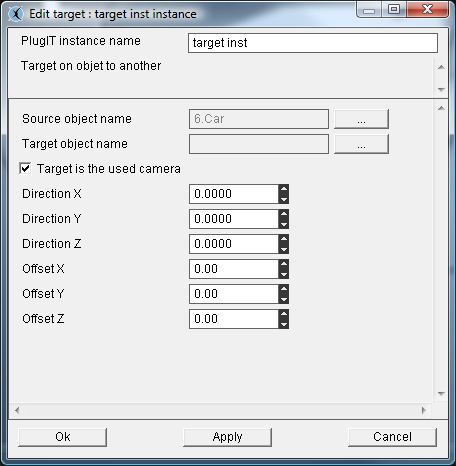 Edit target : target inst instance
PlugIT instance name target inst
Target on objet to another
Source object name 6.Car ...
Target object name ...
Target is the used camera
Direction X 0.0000
Direction Y 0.0000
Direction Z 0.0000
Offset X 0.00
Offset Y 0.00
Offset Z 0.00
Ok Apply Cancel